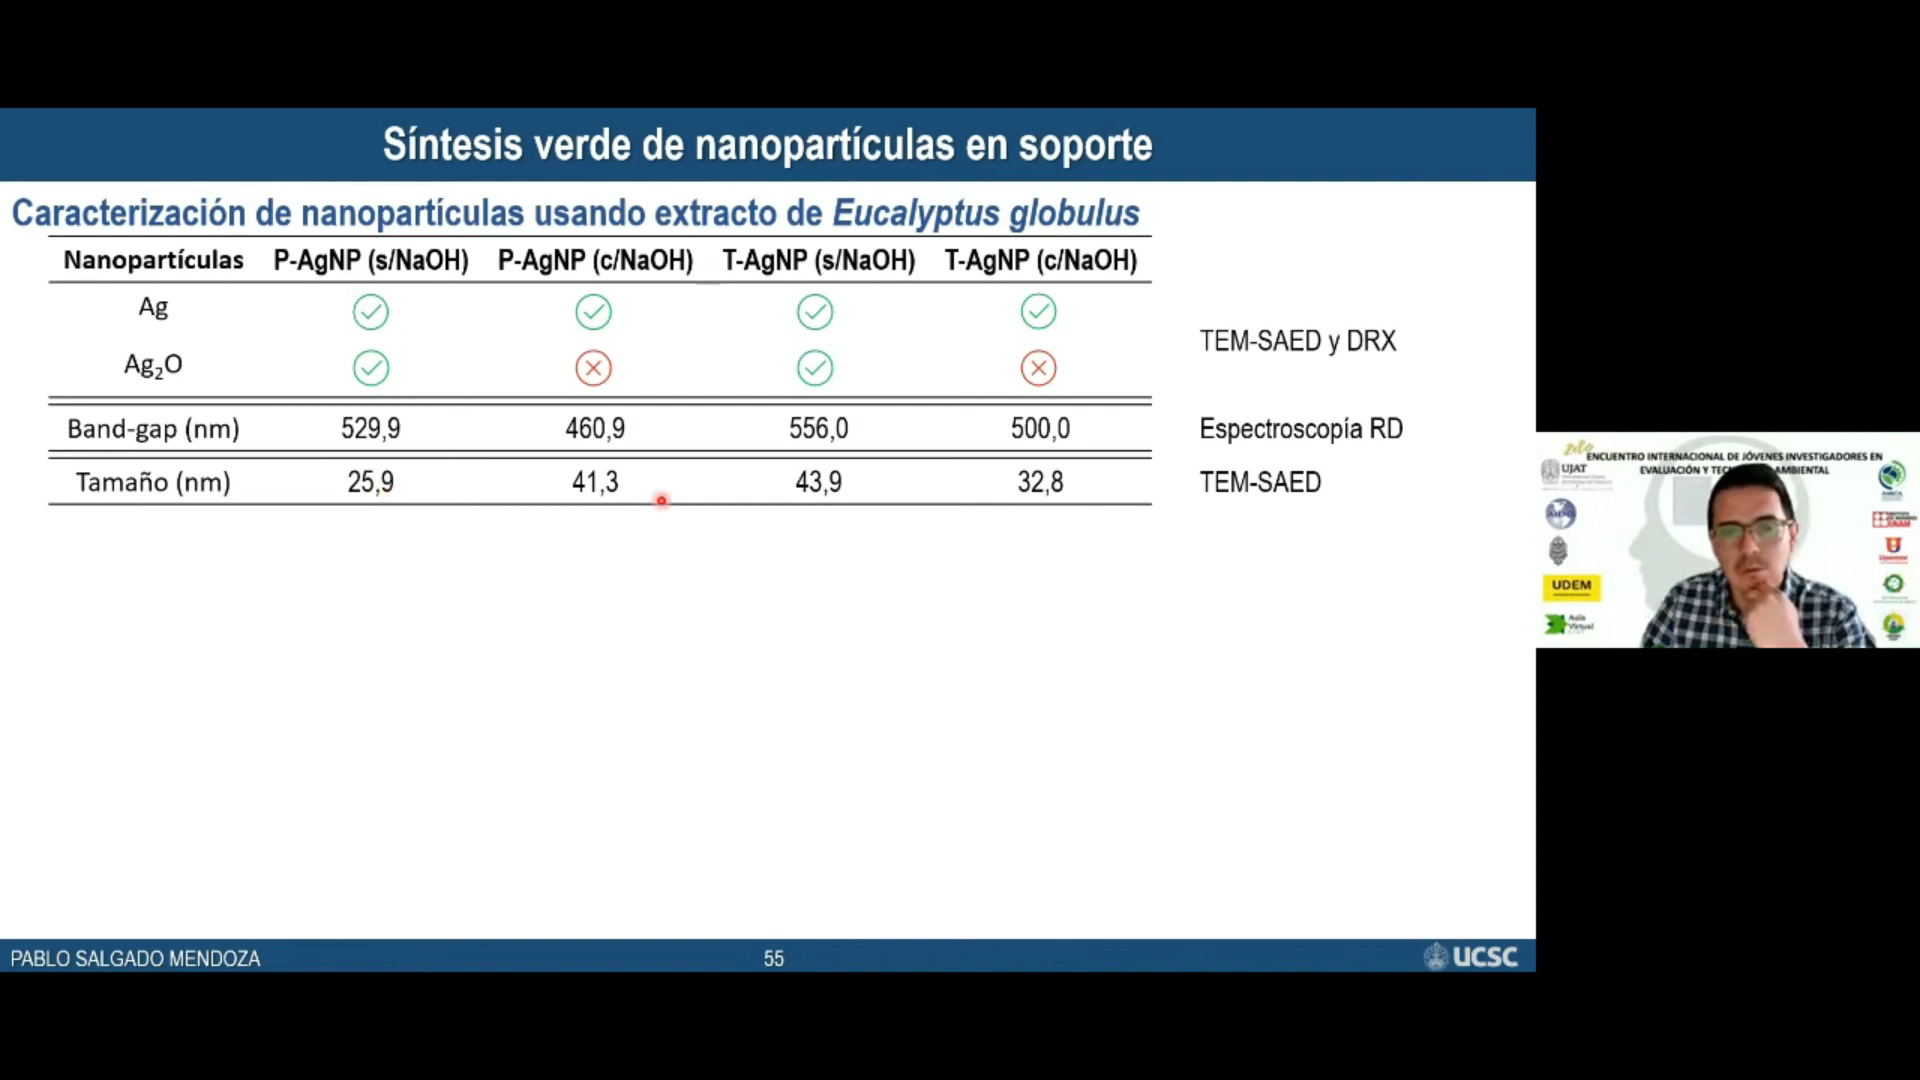 Síntesis verde de nanopartículas en soporte
Caracterización de nanopartículas usando extracto de Eucalyptus globulus
Nanopartículas P-AgNP (s/NaOH) P-AgNP (c/NaOH) T-AgNP (s/NaOH) T-AgNP (c/NaOH)
Ag
TEM-SAED y DRX
Ag₂O
Band-gap (nm) 529,9 460,9 556,0 500,0 Espectroscopía RD
Tamaño (nm) 25,9 41,3 43,9 32,8 TEM-SAED
PABLO SALGADO MENDOZA 55 UCSC
ENCUENTRO INTERNACIONAL DE JÓVENES INVESTIGADORES EN
EVALUACIÓN Y AMBIENTAL
UJAT
UDEM
Aula
Virtual